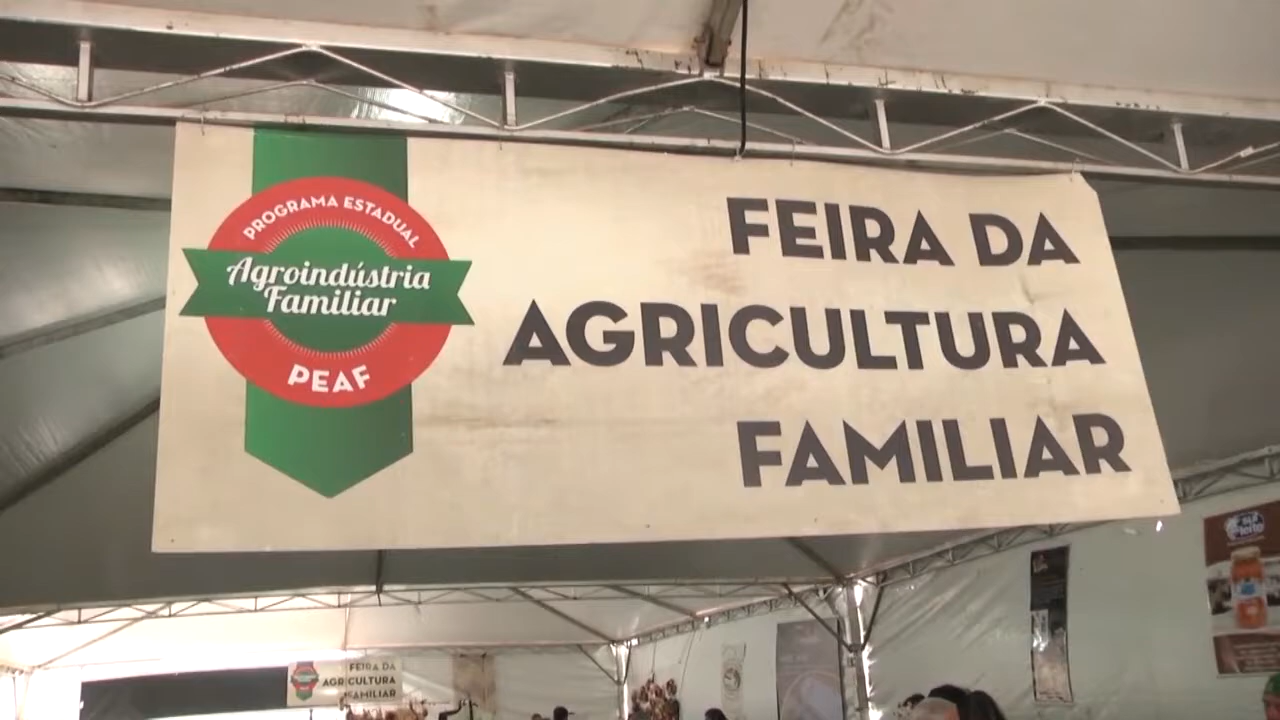 PROGRAMA ESTADUAL
Agroindústria
Familiar
PEAF
FEIRA DA
AGRICULTURA
FAMILIAR
FEIRA DA
AGRICULTURA
FAMILIAR